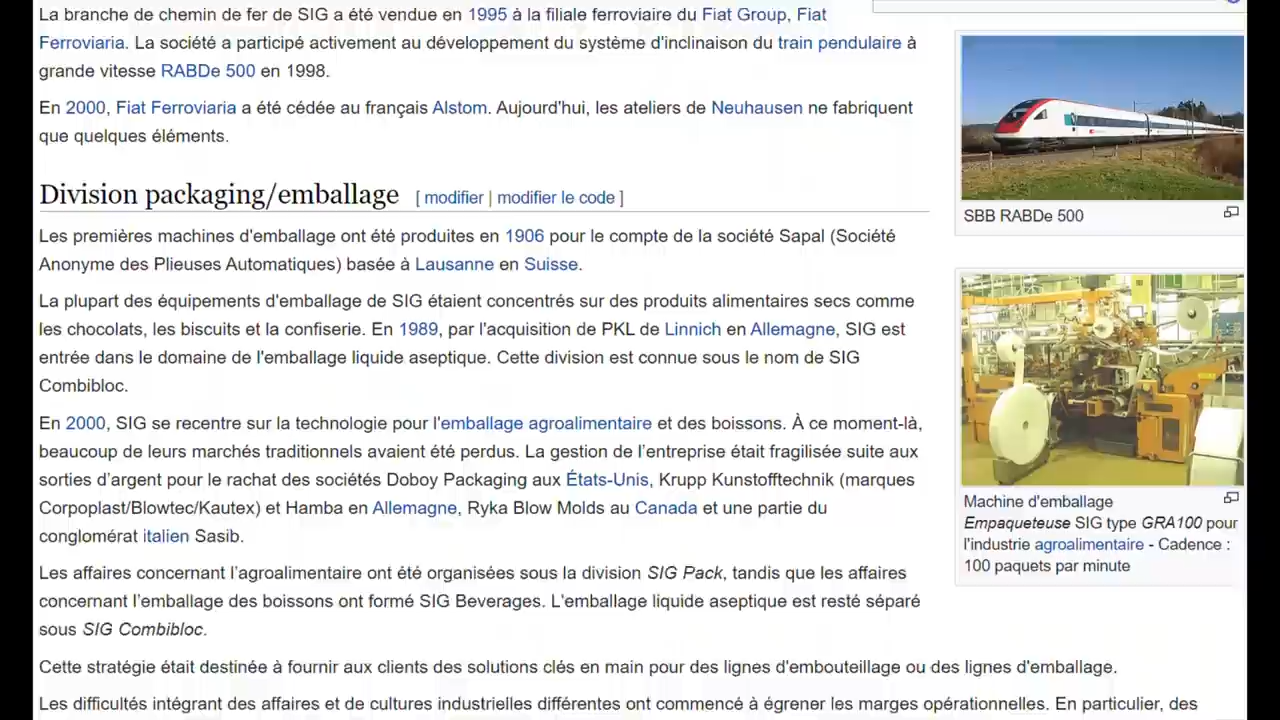 La branche de chemin de fer de SIG a été vendue en 1995 à la filiale ferroviaire du Fiat Group, Fiat
Ferroviaria. La société a participé activement au développement du système d'inclinaison du train pendulaire à
grande vitesse RABDe 500 en 1998.
En 2000, Fiat Ferroviaria a été cédée au français Alstom. Aujourd'hui, les ateliers de Neuhausen ne fabriquent
que quelques éléments.
SBB RABDe 500
Division packaging/emballage [ modifier | modifier le code ]
Les premières machines d'emballage ont été produites en 1906 pour le compte de la société Sapal (Société
Anonyme des Plieuses Automatiques) basée à Lausanne en Suisse.
La plupart des équipements d'emballage de SIG étaient concentrés sur des produits alimentaires secs comme
les chocolats, les biscuits et la confiserie. En 1989, par l'acquisition de PKL de Linnich en Allemagne, SIG est
entrée dans le domaine de l'emballage liquide aseptique. Cette division est connue sous le nom de SIG
Combibloc.
En 2000, SIG se recentre sur la technologie pour l'emballage agroalimentaire et des boissons. À ce moment-là,
beaucoup de leurs marchés traditionnels avaient été perdus. La gestion de l’entreprise était fragilisée suite aux
sorties d’argent pour le rachat des sociétés Doboy Packaging aux États-Unis, Krupp Kunstofftechnik (marques
Corpoplast/Blowtec/Kautex) et Hamba en Allemagne, Ryka Blow Molds au Canada et une partie du
conglomérat italien Sasib.
Machine d'emballage
Empaqueteuse SIG type GRA100 pour
l'industrie agroalimentaire - Cadence :
100 paquets par minute
Les affaires concernant l’agroalimentaire ont été organisées sous la division SIG Pack, tandis que les affaires
concernant l’emballage des boissons ont formé SIG Beverages. L'emballage liquide aseptique est resté séparé
sous SIG Combibloc.
Cette stratégie était destinée à fournir aux clients des solutions clés en main pour des lignes d'embouteillage ou des lignes d'emballage.
Les difficultés intégrant des affaires et de cultures industrielles différentes ont commencé à égrener les marges opérationnelles. En particulier, des